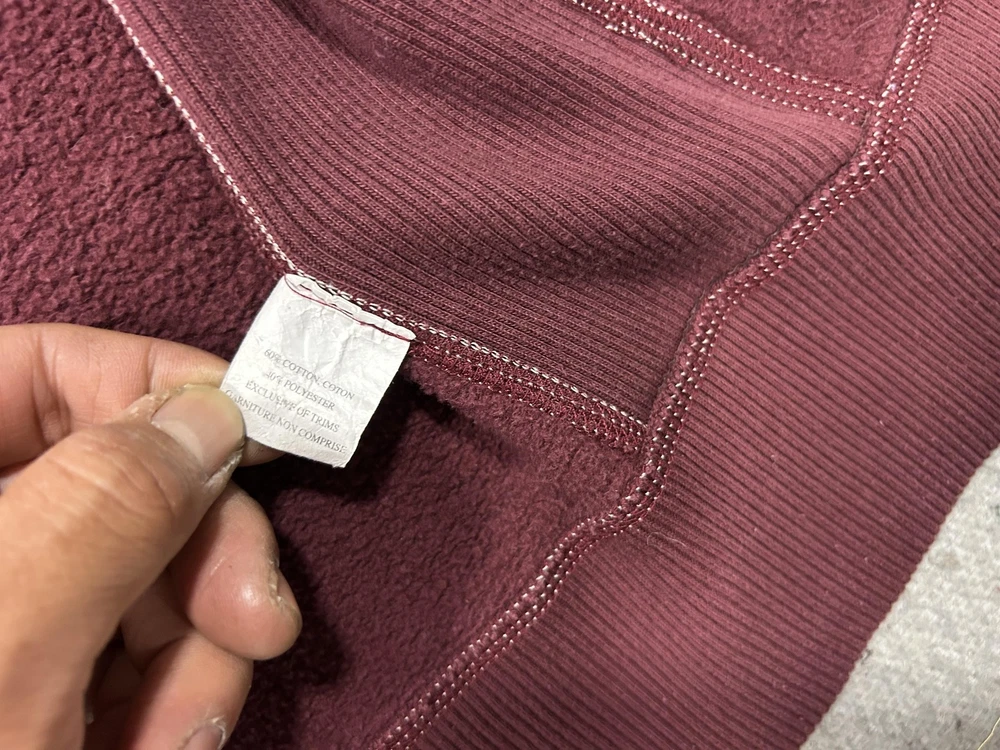 60% COTTON. COTON
40% POLYESTER
EXCLUSIVE OF TRIMS
GARNITURE NON COMPRISE